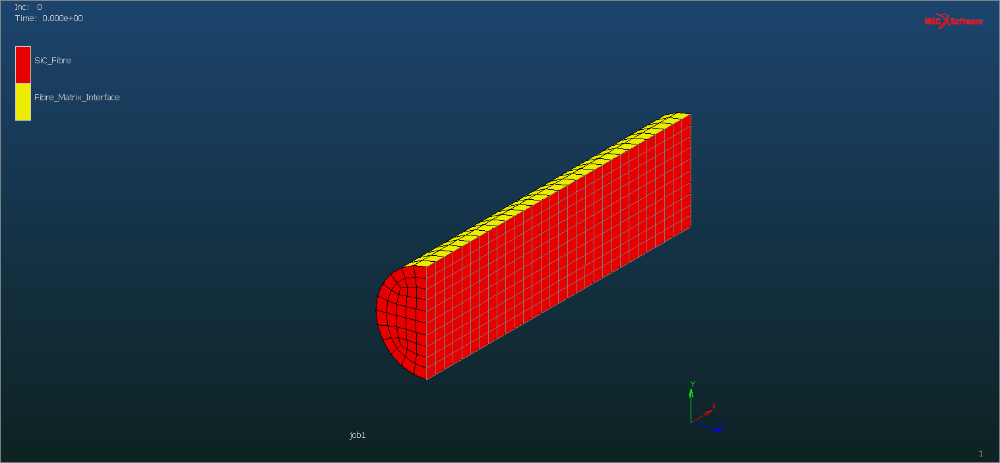 Inc: 0
Time: 0.000e+00
MSC Software
SiC_Fibre
Fibre_Matrix_Interface
Y
X
Z
job1
1